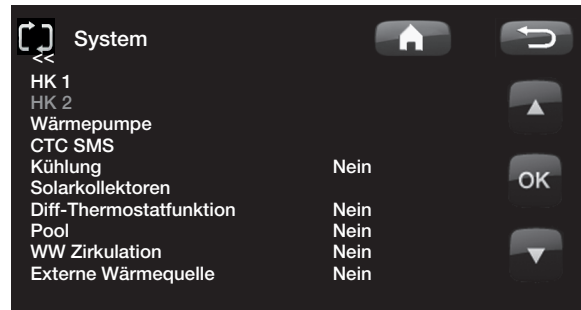 System
<<
HK 1
HK 2
Wärmepumpe
CTC SMS
Kühlung Nein
Solarkollektoren
Diff-Thermostatfunktion Nein
Pool Nein
WW Zirkulation Nein
Externe Wärmequelle Nein
OK